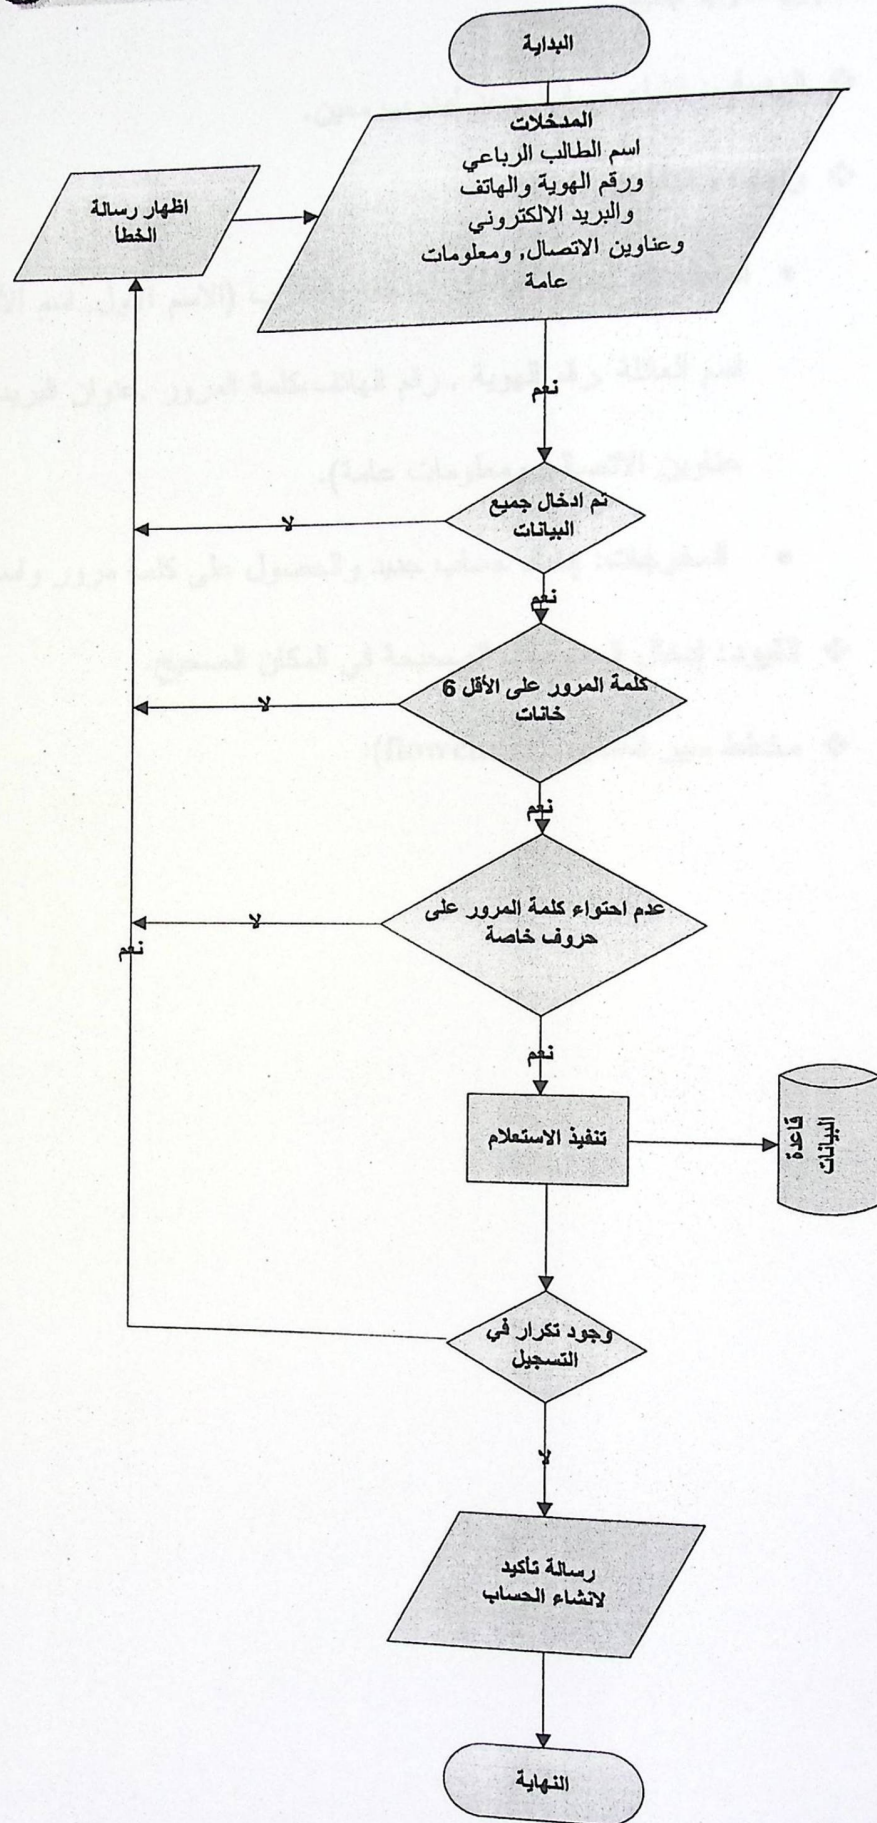 البداية
المدخلات
اسم الطالب الرباعي
ورقم الهوية والهاتف
والبريد الالكتروني
وعناوين الاتصال, ومعلومات
عامة
اظهار رسالة
الخطأ
نعم
تم ادخال جميع
البيانات
لا
نعم
كلمة المرور على الأقل 6
خانات
لا
نعم
عدم احتواء كلمة المرور على
حروف خاصة
لا
نعم
نعم
تنفيذ الاستعلام
قاعدة
البيانات
وجود تكرار في
التسجيل
لا
رسالة تأكيد
لانشاء الحساب
النهاية